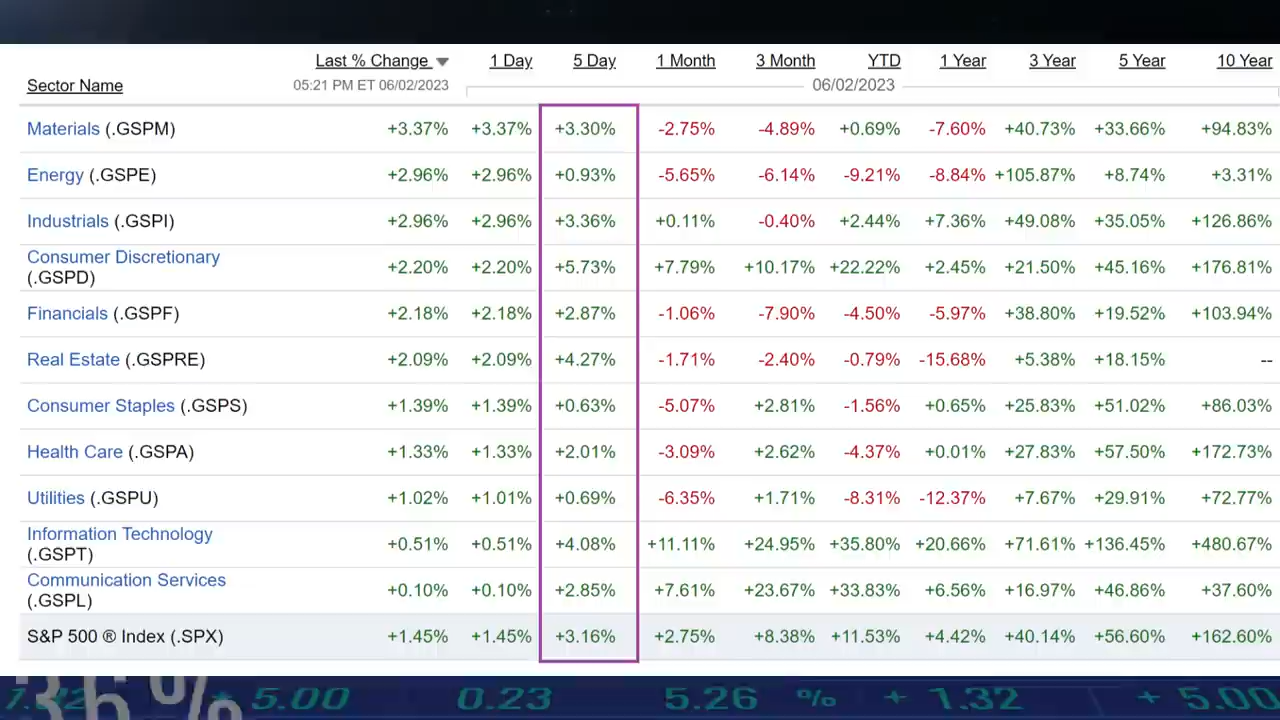 Last % Change 1 Day 5 Day 1 Month 3 Month YTD 1 Year 3 Year 5 Year 10 Year
Sector Name 05:21 PM ET 06/02/2023 06/02/2023
Materials (.GSPM) +3.37% +3.37% +3.30% -2.75% -4.89% +0.69% -7.60% +40.73% +33.66% +94.83%
Energy (.GSPE) +2.96% +2.96% +0.93% -5.65% -6.14% -9.21% -8.84% +105.87% +8.74% +3.31%
Industrials (.GSPI) +2.96% +2.96% +3.36% +0.11% -0.40% +2.44% +7.36% +49.08% +35.05% +126.86%
Consumer Discretionary
(.GSPD) +2.20% +2.20% +5.73% +7.79% +10.17% +22.22% +2.45% +21.50% +45.16% +176.81%
Financials (.GSPF) +2.18% +2.18% +2.87% -1.06% -7.90% -4.50% -5.97% +38.80% +19.52% +103.94%
Real Estate (.GSPRE) +2.09% +2.09% +4.27% -1.71% -2.40% -0.79% -15.68% +5.38% +18.15% --
Consumer Staples (.GSPS) +1.39% +1.39% +0.63% -5.07% +2.81% -1.56% +0.65% +25.83% +51.02% +86.03%
Health Care (.GSPA) +1.33% +1.33% +2.01% -3.09% +2.62% -4.37% +0.01% +27.83% +57.50% +172.73%
Utilities (.GSPU) +1.02% +1.01% +0.69% -6.35% +1.71% -8.31% -12.37% +7.67% +29.91% +72.77%
Information Technology
(.GSPT) +0.51% +0.51% +4.08% +11.11% +24.95% +35.80% +20.66% +71.61% +136.45% +480.67%
Communication Services
(.GSPL) +0.10% +0.10% +2.85% +7.61% +23.67% +33.83% +6.56% +16.97% +46.86% +37.60%
S&P 500 ® Index (.SPX) +1.45% +1.45% +3.16% +2.75% +8.38% +11.53% +4.42% +40.14% +56.60% +162.60%
5.00 0.23 5.26 % + 1.32 + 5.00